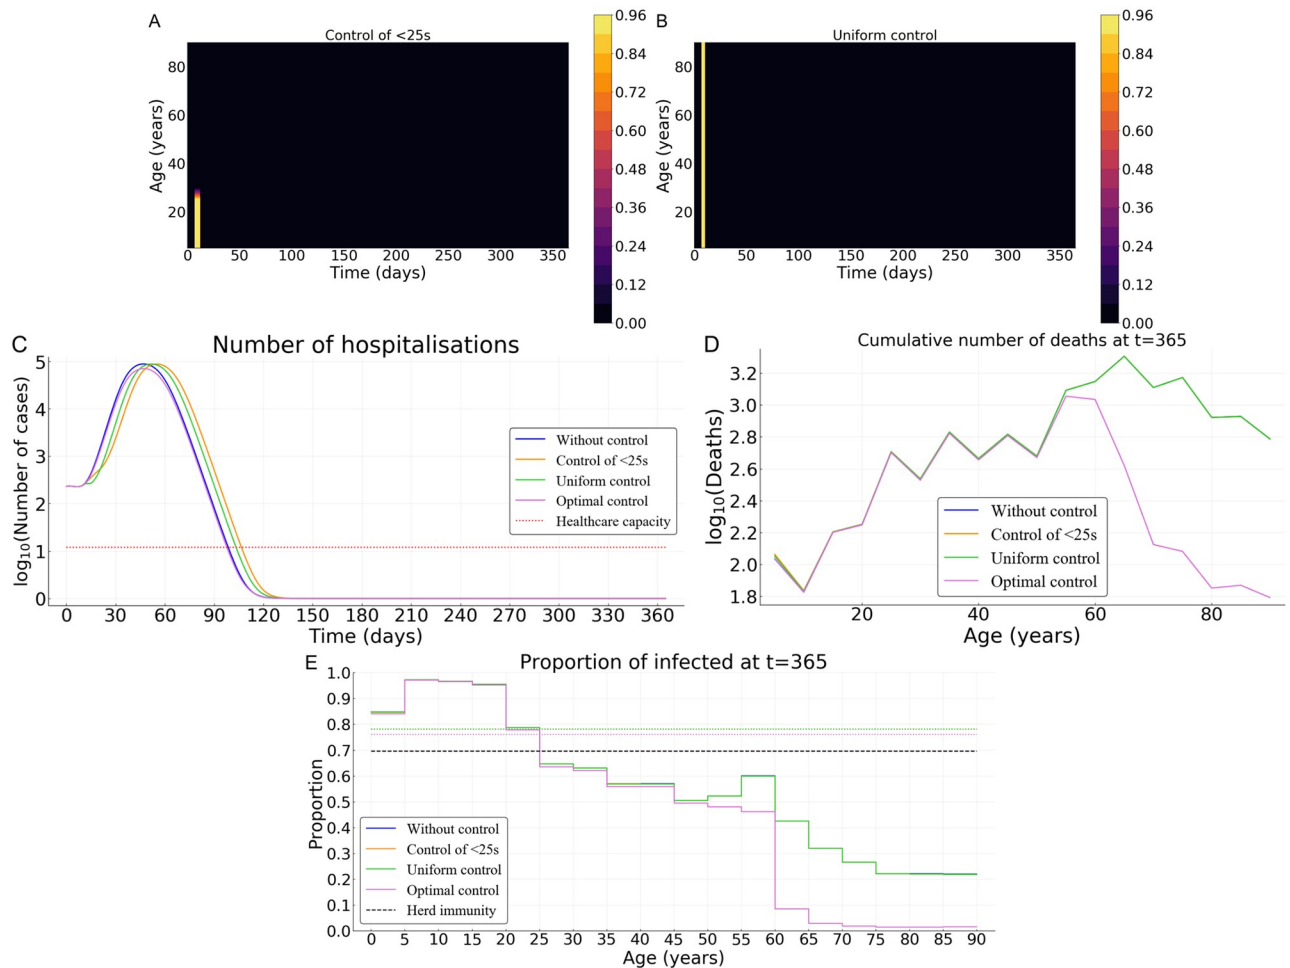 A
Control of <25s
Age (years)
80
60
40
20
0 50 100 150 200 250 300 350
Time (days)
0.96
0.84
0.72
0.60
0.48
0.36
0.24
0.12
0.00
B
Uniform control
Age (years)
80
60
40
20
0 50 100 150 200 250 300 350
Time (days)
0.96
0.84
0.72
0.60
0.48
0.36
0.24
0.12
0.00
C
Number of hospitalisations
log10(Number of cases)
5
4
3
2
1
0
Without control
Control of <25s
Uniform control
Optimal control
Healthcare capacity
0 30 60 90 120 150 180 210 240 270 300 330 360
Time (days)
D
Cumulative number of deaths at t=365
log10(Deaths)
3.2
3.0
2.8
2.6
2.4
2.2
2.0
1.8
Without control
Control of <25s
Uniform control
Optimal control
20 40 60 80
Age (years)
E
Proportion of infected at t=365
Proportion
1.0
0.9
0.8
0.7
0.6
0.5
0.4
0.3
0.2
0.1
0.0
Without control
Control of <25s
Uniform control
Optimal control
Herd immunity
0 5 10 15 20 25 30 35 40 45 50 55 60 65 70 75 80 85 90
Age (years)